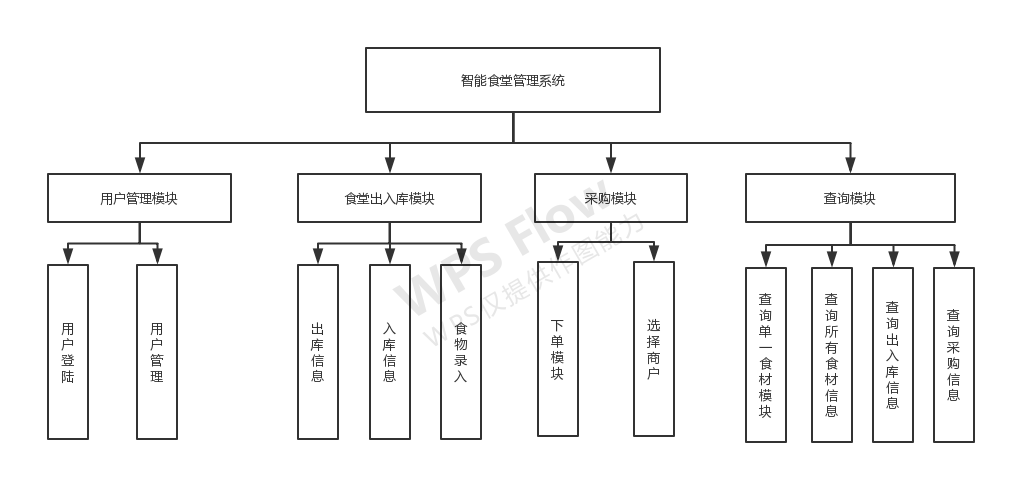 智能食堂管理系统
用户管理模块
食堂出入库模块
采购模块
查询模块
用户登陆
用户管理
出库信息
入库信息
食物录入
下单模块
选择商户
查询单一食材模块
查询所有食材信息
查询出入库信息
查询采购信息
WPS Flow
WPS仅提供作图能力